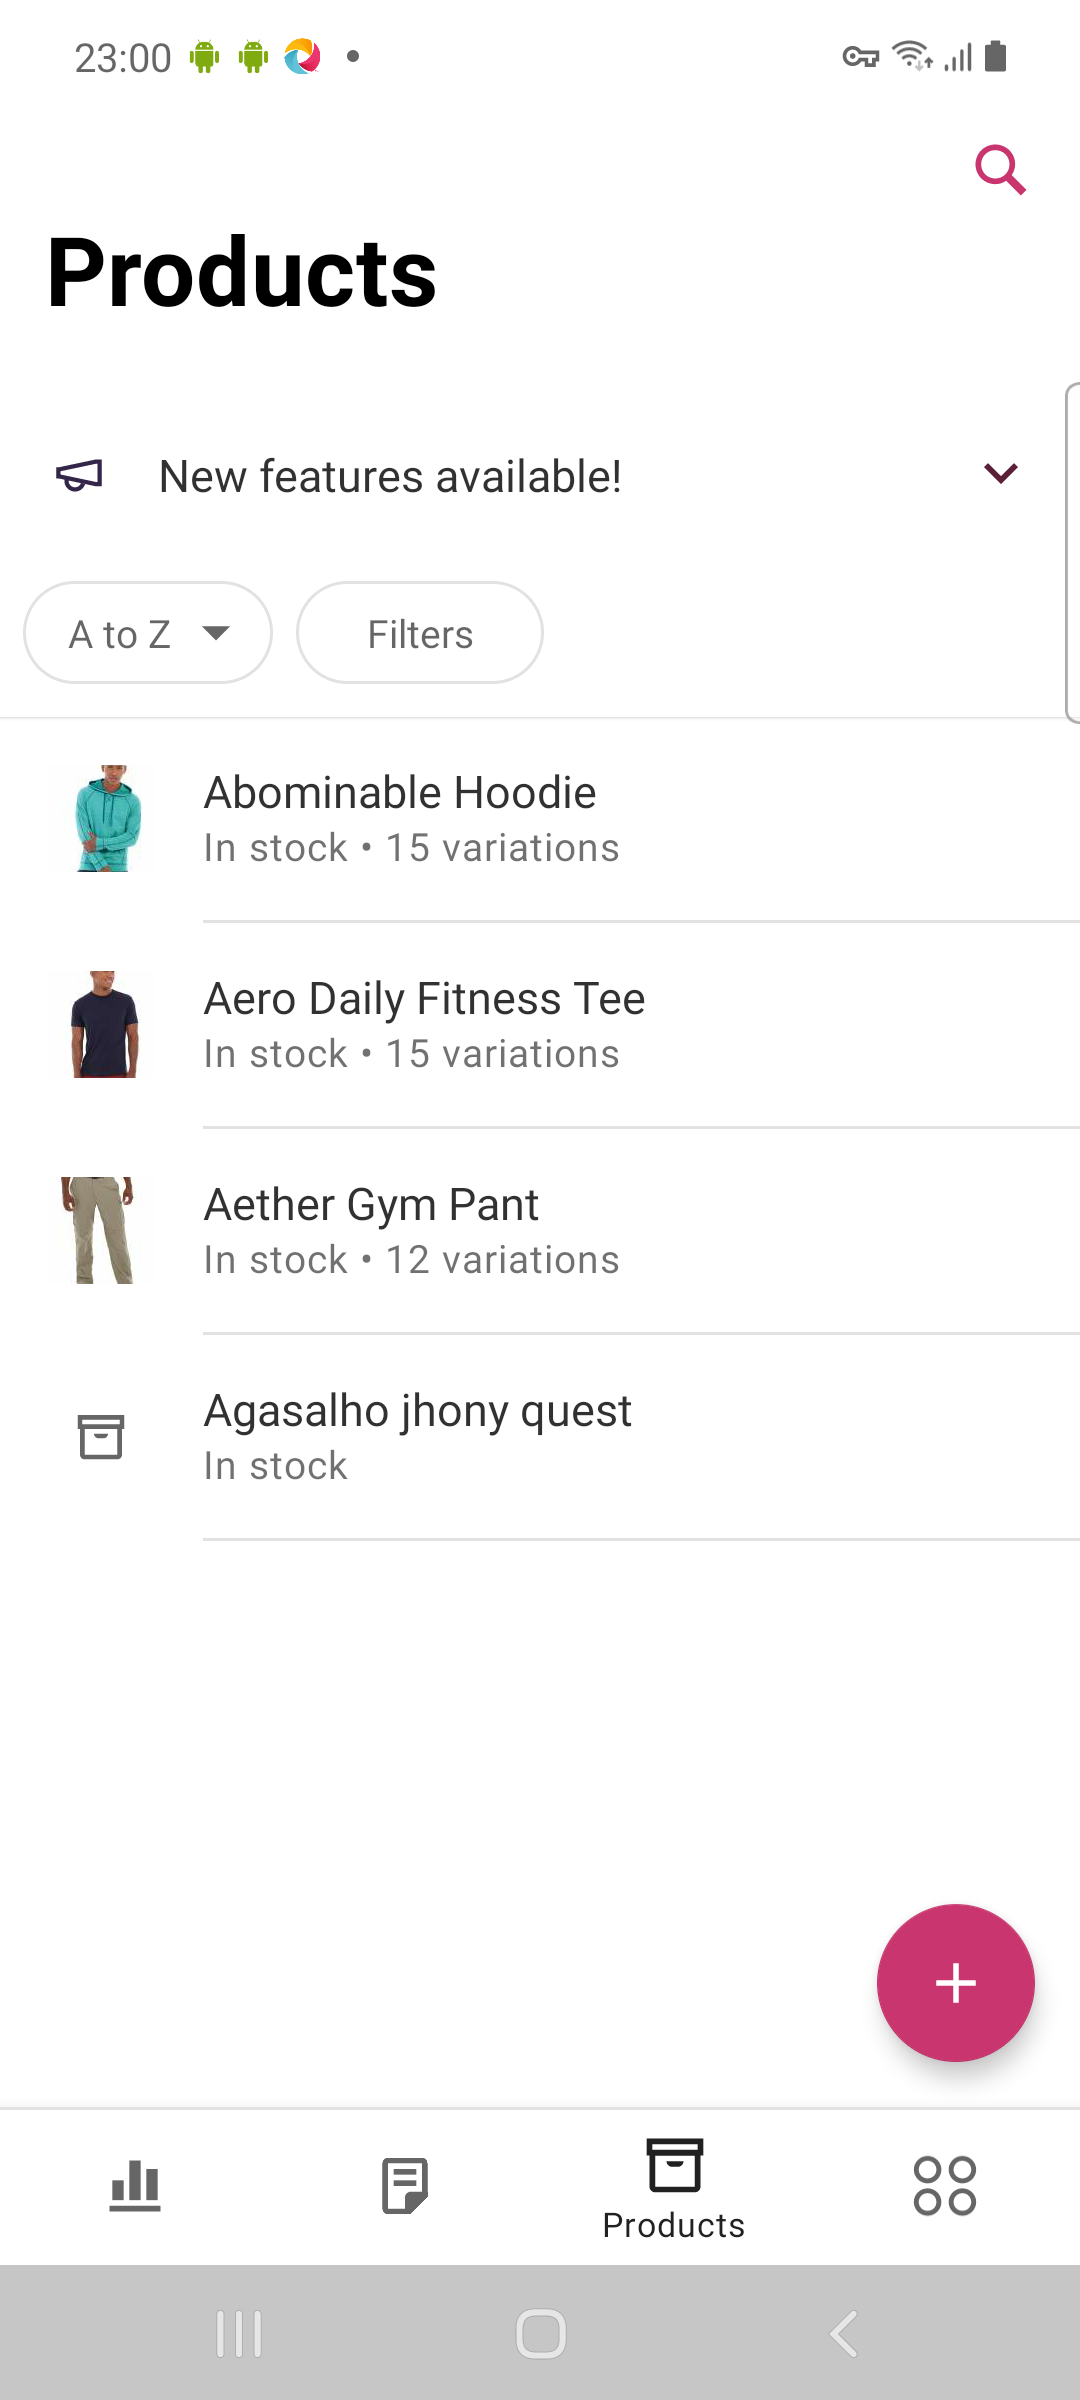 23:00
Products
New features available!
A to Z
Filters
Abominable Hoodie
In stock • 15 variations
Aero Daily Fitness Tee
In stock • 15 variations
Aether Gym Pant
In stock • 12 variations
Agasalho jhony quest
In stock
Products